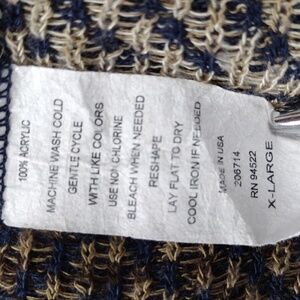 100% ACRYLIC
MACHINE WASH COLD
GENTLE CYCLE
WITH LIKE COLORS
USE NON CHLORINE
BLEACH WHEN NEEDED
RESHAPE
LAY FLAT TO DRY
COOL IRON IF NEEDED
MADE IN USA
206714
RN 94522
X-LARGE